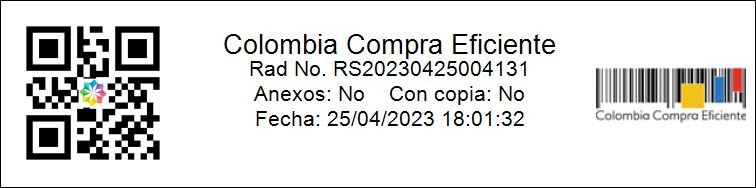 Colombia Compra Eficiente
Rad No. RS20230425004131
Anexos: No    Con copia: No
Fecha: 25/04/2023 18:01:32
Colombia Compra Eficiente